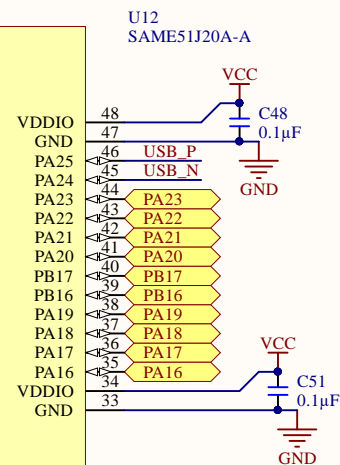 U12
SAME51J20A-A
VCC
VDDIO 48 C48
GND 47 0.1µF
PA25 46 USB_P
PA24 45 USB_N
GND
PA23 44 PA23
PA22 43 PA22
PA21 42 PA21
PA20 41 PA20
PB17 40 PB17
PB16 39 PB16
PA19 38 PA19
PA18 37 PA18
PA17 36 PA17
VCC
PA16 35 PA16
VDDIO 34 C51
GND 33 0.1µF
GND